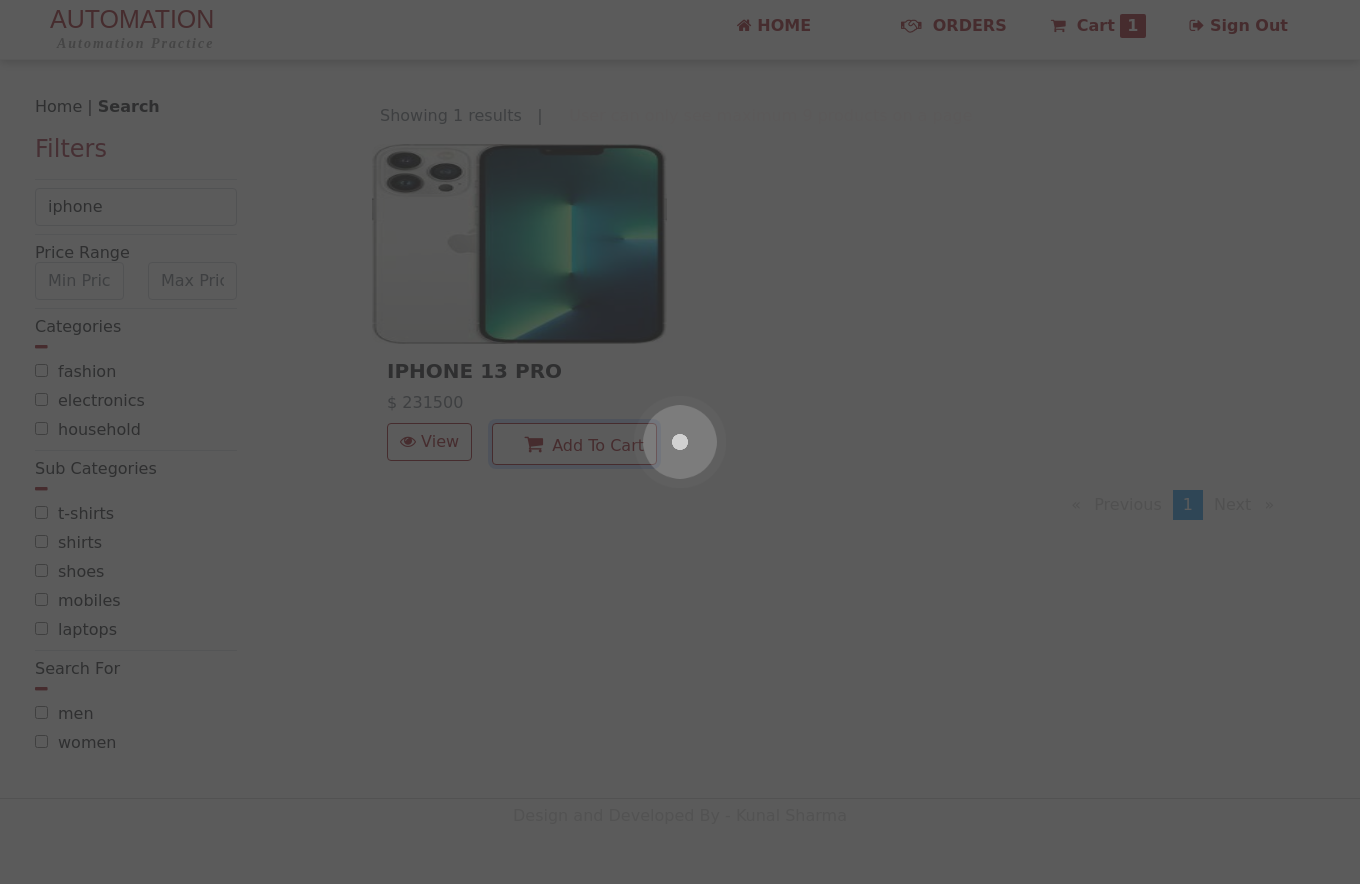 AUTOMATION
Automation Practice
HOME
ORDERS
Cart 1
Sign Out
Home | Search
Showing 1 results |
Filters
iphone
Price Range
Min Pric
Max Pric
Categories
fashion
electronics
household
Sub Categories
t-shirts
shirts
shoes
mobiles
laptops
Search For
men
women
IPHONE 13 PRO
$ 231500
View
Add To Cart
« Previous 1 Next »
Design and Developed By - Kunal Sharma